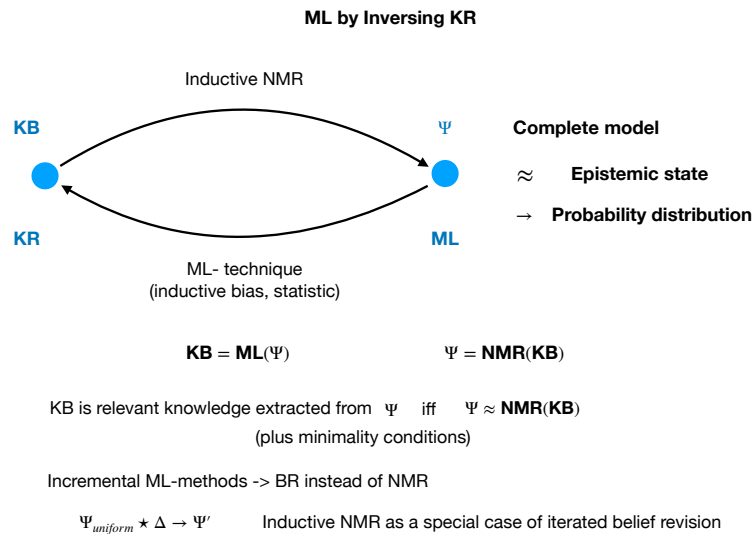 ML by Inversing KR
Inductive NMR
KB
Ψ
Complete model
≈ Epistemic state
→ Probability distribution
KR
ML
ML- technique
(inductive bias, statistic)
KB = ML(Ψ)
Ψ = NMR(KB)
KB is relevant knowledge extracted from Ψ iff Ψ ≈ NMR(KB)
(plus minimality conditions)
Incremental ML-methods -> BR instead of NMR
Ψuniform ⋆ Δ → Ψ′ Inductive NMR as a special case of iterated belief revision